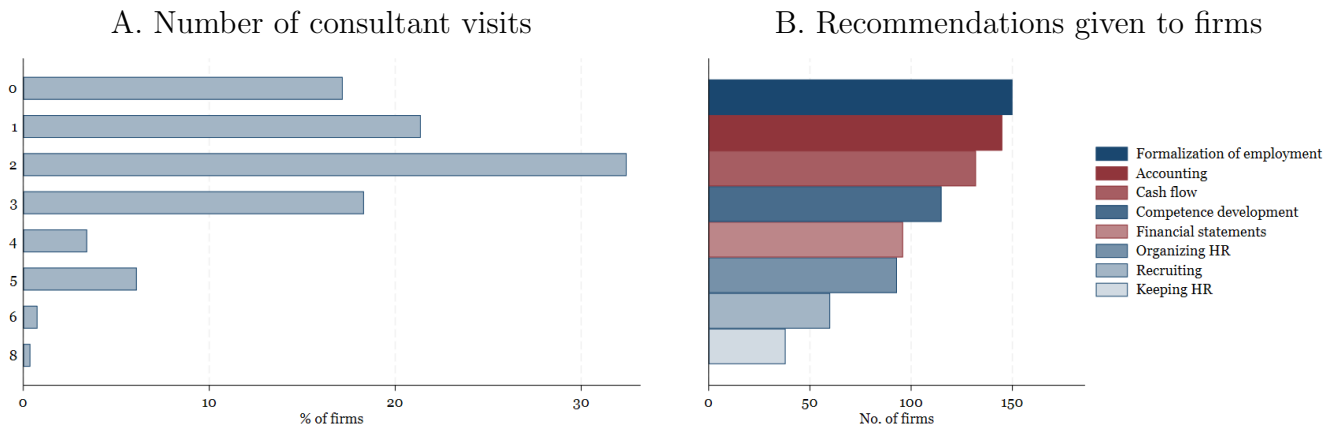 A. Number of consultant visits
0
1
2
3
4
5
6
8
0 10 20 30
% of firms
B. Recommendations given to firms
0 50 100 150
No. of firms
Formalization of employment
Accounting
Cash flow
Competence development
Financial statements
Organizing HR
Recruiting
Keeping HR